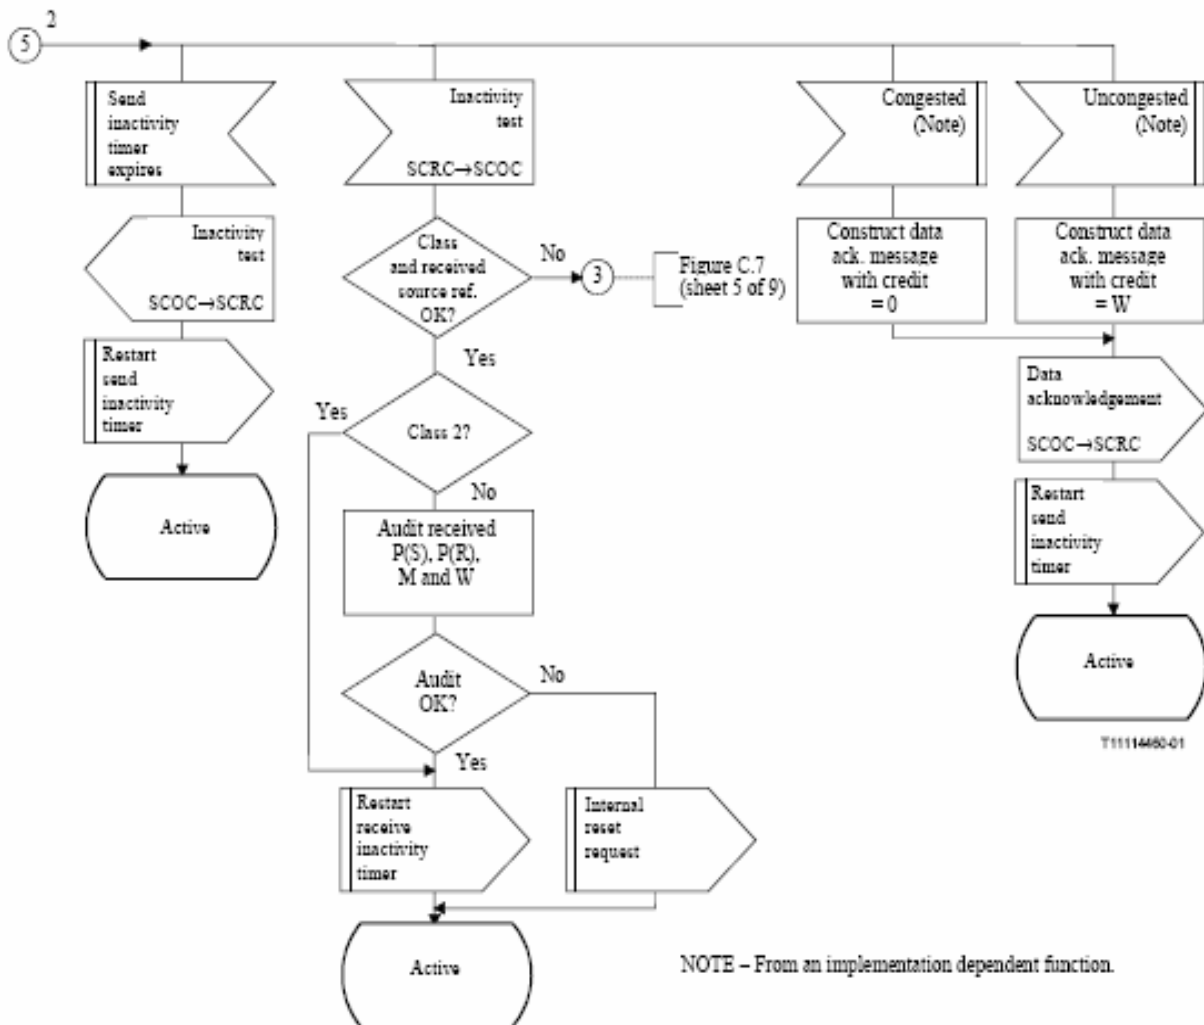 2
5
Send
inactivity
timer
expires
Inactivity
test
SCRC→SCOC
Congested
(Note)
Uncongested
(Note)
Inactivity
test
SCOC→SCRC
Class
and received
source ref.
OK?
No
3
Figure C.7
(sheet 5 of 9)
Construct data
ack. message
with credit
= 0
Construct data
ack. message
with credit
= W
Restart
send
inactivity
timer
Yes
Yes
Class 2?
No
Data
acknowledgement
SCOC→SCRC
Active
Audit received
P(S), P(R),
M and W
Restart
send
inactivity
timer
Audit
OK?
No
Yes
Active
T11114460-01
Restart
receive
inactivity
timer
Internal
reset
request
Active
NOTE – From an implementation dependent function.